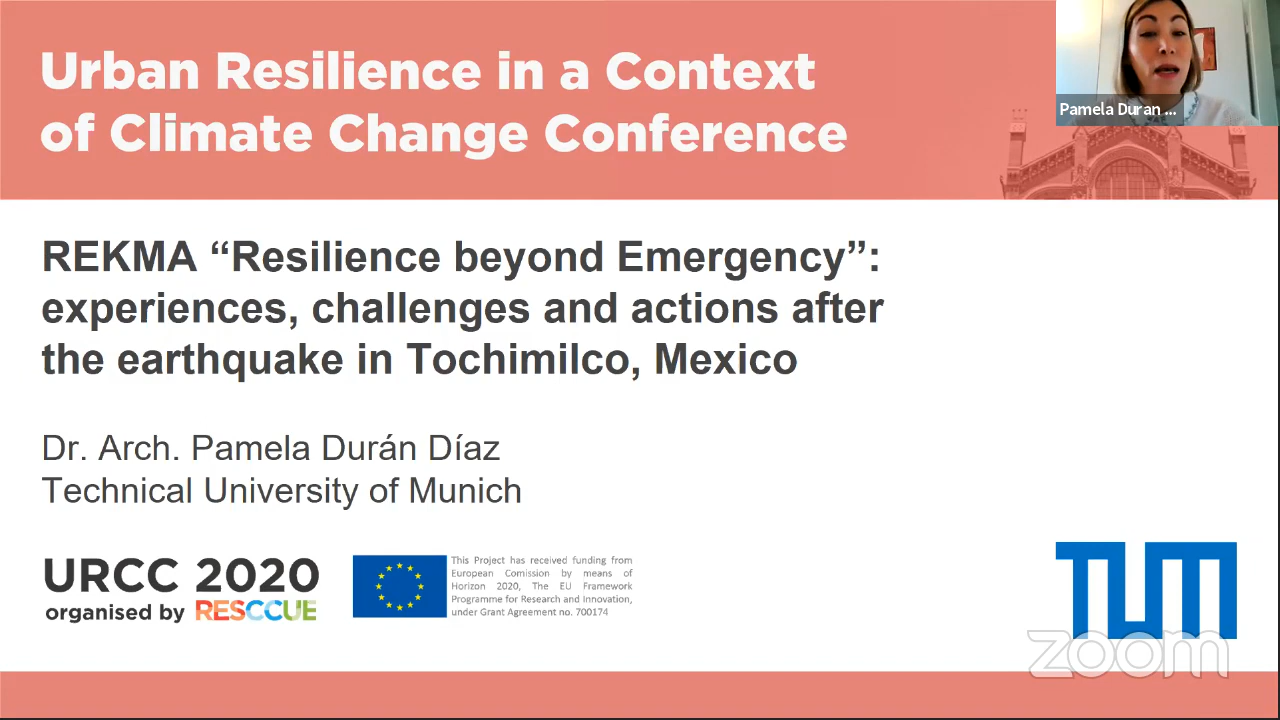 Urban Resilience in a Context
of Climate Change Conference
Pamela Duran ...
REKMA “Resilience beyond Emergency”:
experiences, challenges and actions after
the earthquake in Tochimilco, Mexico
Dr. Arch. Pamela Durán Díaz
Technical University of Munich
URCC 2020
organised by RESCCUE
This Project has received funding from
European Comission by means of
Horizon 2020, The EU Framework
Programme for Research and Innovation,
under Grant Agreement no. 700174
TUM
zoom